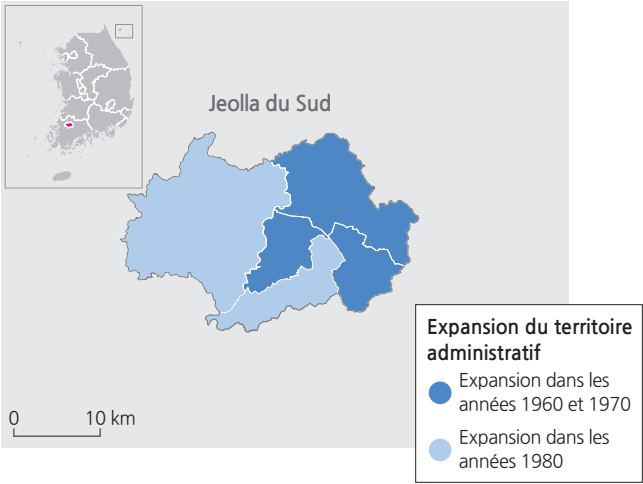 Jeolla du Sud
Expansion du territoire
administratif
Expansion dans les
années 1960 et 1970
Expansion dans les
années 1980
0 10 km